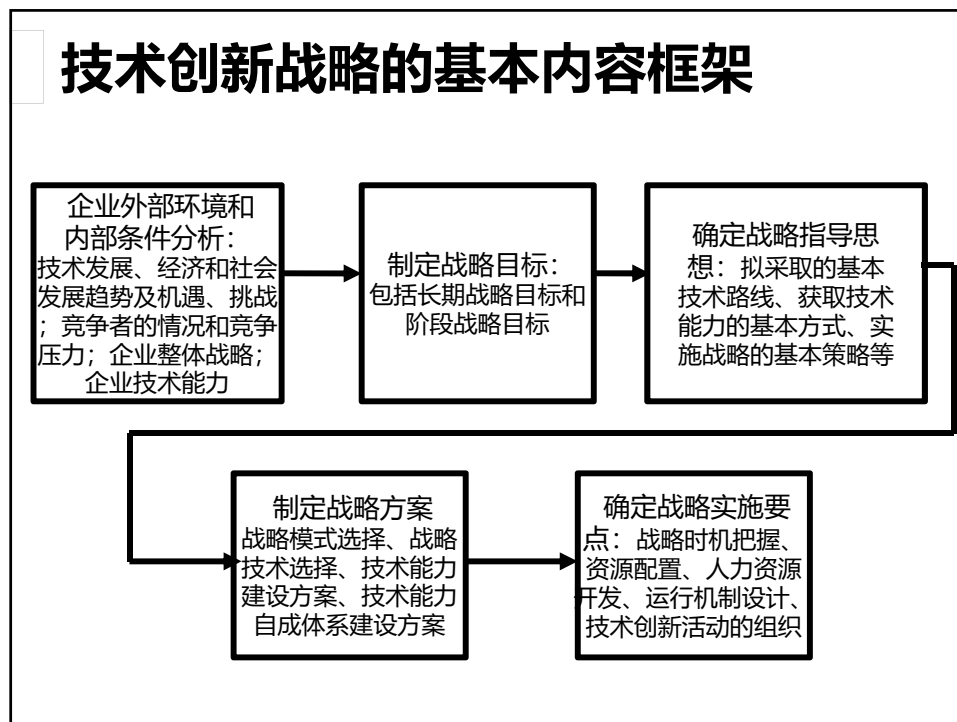 技术创新战略的基本内容框架
企业外部环境和
内部条件分析：
技术发展、经济和社会
发展趋势及机遇、挑战
；竞争者的情况和竞争
压力；企业整体战略；
企业技术能力
制定战略目标：
包括长期战略目标和
阶段战略目标
确定战略指导思
想：拟采取的基本
技术路线、获取技术
能力的基本方式、实
施战略的基本策略等
制定战略方案
战略模式选择、战略
技术选择、技术能力
建设方案、技术能力
自成体系建设方案
确定战略实施要
点：战略时机把握、
资源配置、人力资源
开发、运行机制设计、
技术创新活动的组织